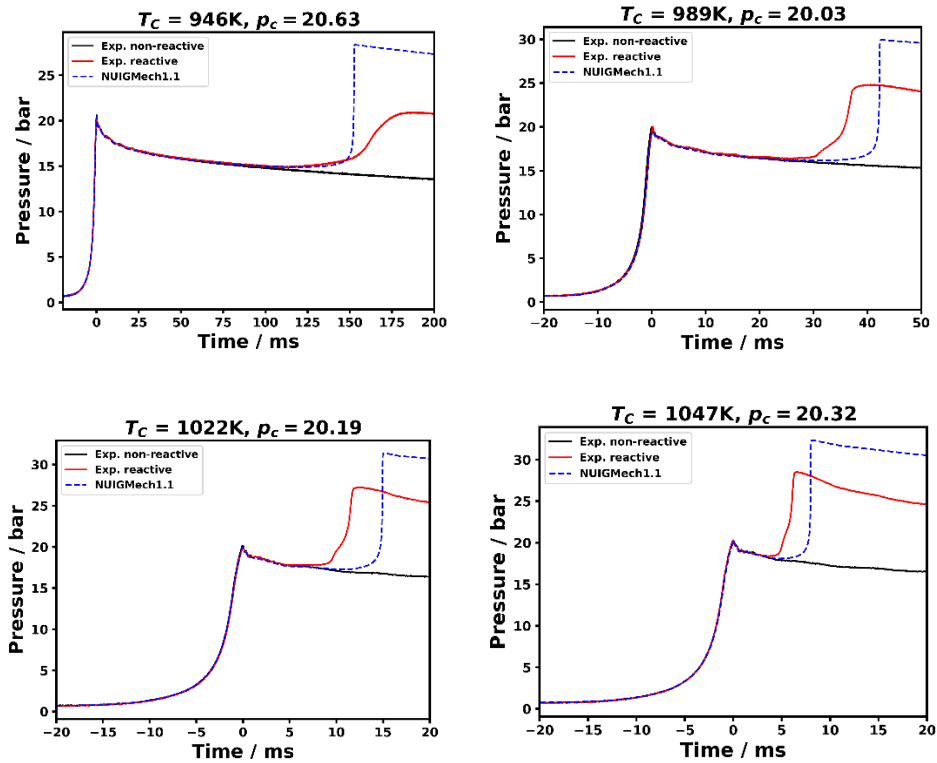 T_C = 946K, p_c = 20.63
Exp. non-reactive
Exp. reactive
NUIGMech1.1
Pressure / bar
25
20
15
10
5
0
0 25 50 75 100 125 150 175 200
Time / ms
T_C = 989K, p_c = 20.03
Exp. non-reactive
Exp. reactive
NUIGMech1.1
Pressure / bar
30
25
20
15
10
5
0
−20 −10 0 10 20 30 40 50
Time / ms
T_C = 1022K, p_c = 20.19
Exp. non-reactive
Exp. reactive
NUIGMech1.1
Pressure / bar
30
25
20
15
10
5
0
−20 −15 −10 −5 0 5 10 15 20
Time / ms
T_C = 1047K, p_c = 20.32
Exp. non-reactive
Exp. reactive
NUIGMech1.1
Pressure / bar
30
25
20
15
10
5
0
−20 −15 −10 −5 0 5 10 15 20
Time / ms